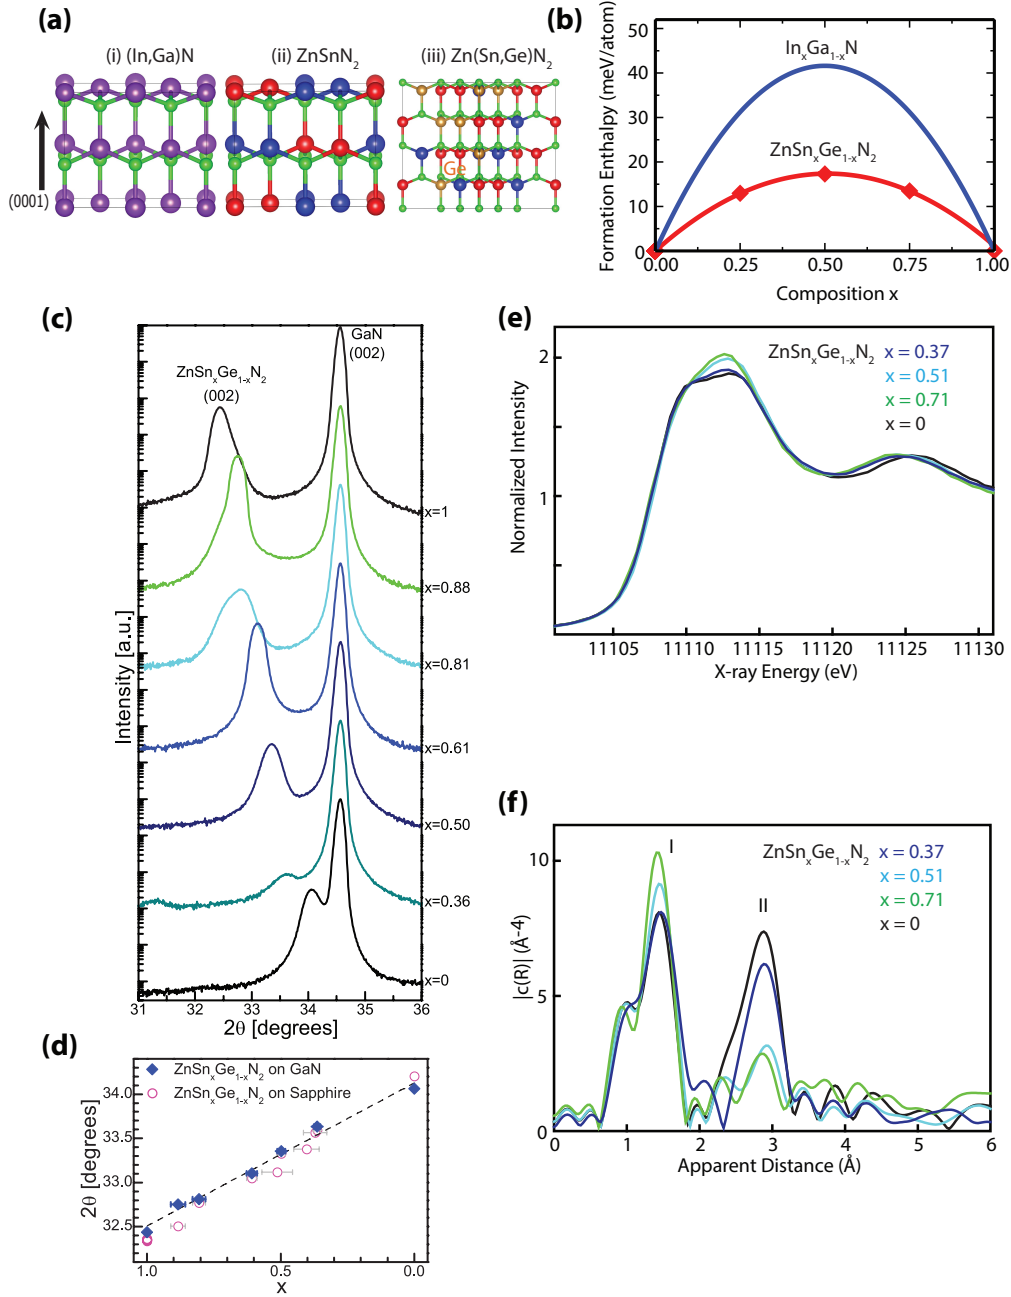 (a)
(i) (In,Ga)N
(ii) ZnSnN2
(iii) Zn(Sn,Ge)N2
(0001)
Ge
(b)
Formation Enthalpy (meV/atom)
50
40
30
20
10
0
InxGa1-xN
ZnSnxGe1-xN2
0.00 0.25 0.50 0.75 1.00
Composition x
(c)
Intensity [a.u.]
ZnSnxGe1-xN2
(002)
GaN
(002)
x=1
x=0.88
x=0.81
x=0.61
x=0.50
x=0.36
x=0
31 32 33 34 35 36
2θ [degrees]
(d)
2θ [degrees]
34.0
33.5
33.0
32.5
ZnSnxGe1-xN2 on GaN
ZnSnxGe1-xN2 on Sapphire
1.0 0.5 0.0
x
(e)
Normalized Intensity
2
1
ZnSnxGe1-xN2 x = 0.37
x = 0.51
x = 0.71
x = 0
11105 11110 11115 11120 11125 11130
X-ray Energy (eV)
(f)
|c(R)| (Å-4)
10
5
0
I
II
ZnSnxGe1-xN2 x = 0.37
x = 0.51
x = 0.71
x = 0
0 1 2 3 4 5 6
Apparent Distance (Å)